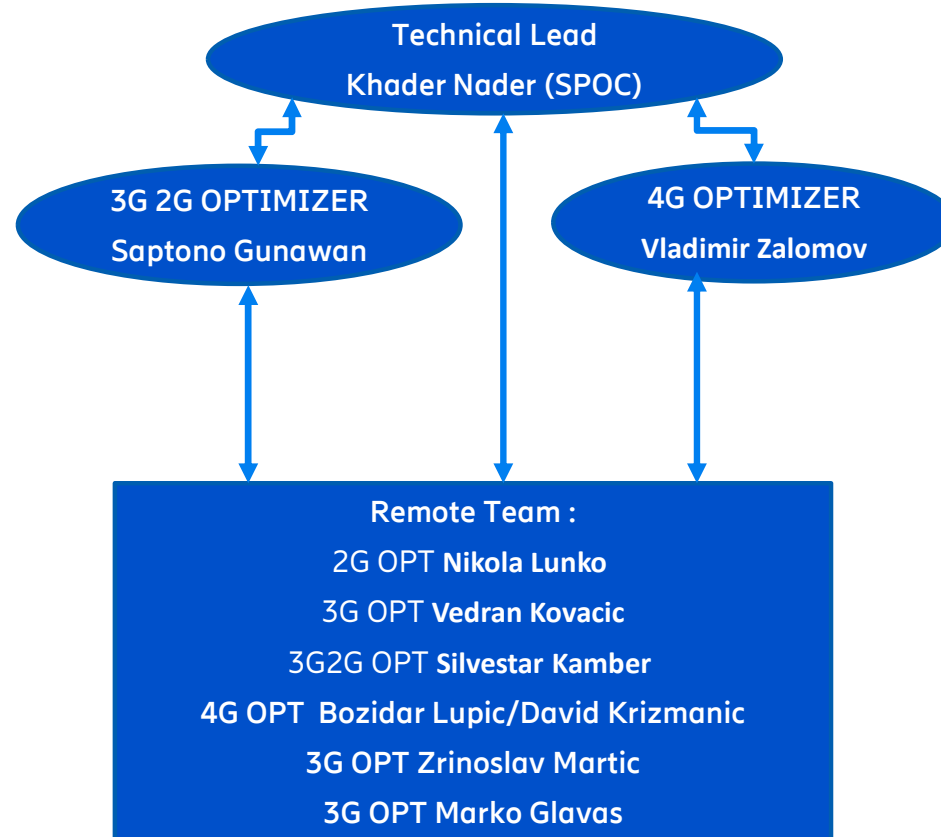 Technical Lead
Khader Nader (SPOC)
3G 2G OPTIMIZER
Saptono Gunawan
4G OPTIMIZER
Vladimir Zalomov
Remote Team :
2G OPT Nikola Lunko
3G OPT Vedran Kovacic
3G2G OPT Silvestar Kamber
4G OPT Bozidar Lupic/David Krizmanic
3G OPT Zrinoslav Martic
3G OPT Marko Glavas